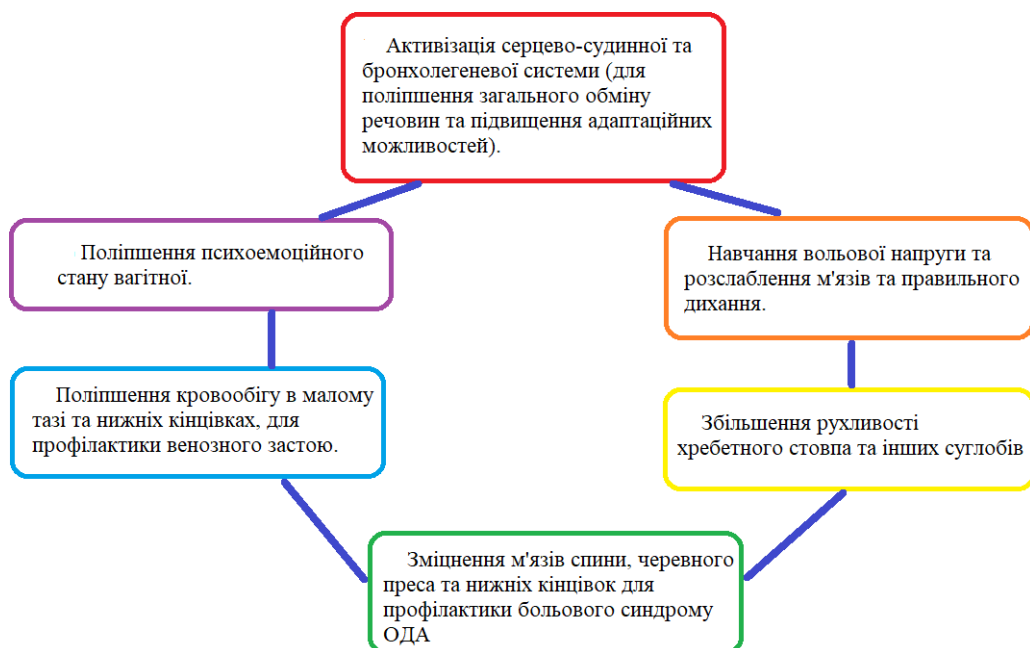 Активізація серцево-судинної та
бронхолегеневої системи (для
поліпшення загального обміну
речовин та підвищення адаптаційних
можливостей).
Поліпшення психоемоційного
стану вагітної.
Навчання вольової напруги та
розслаблення м'язів та правильного
дихання.
Поліпшення кровообігу в малому
тазі та нижніх кінцівках, для
профілактики венозного застою.
Збільшення рухливості
хребетного стовпа та інших суглобів
Зміцнення м'язів спини, черевного
преса та нижніх кінцівок для
профілактики больового синдрому
ОДА